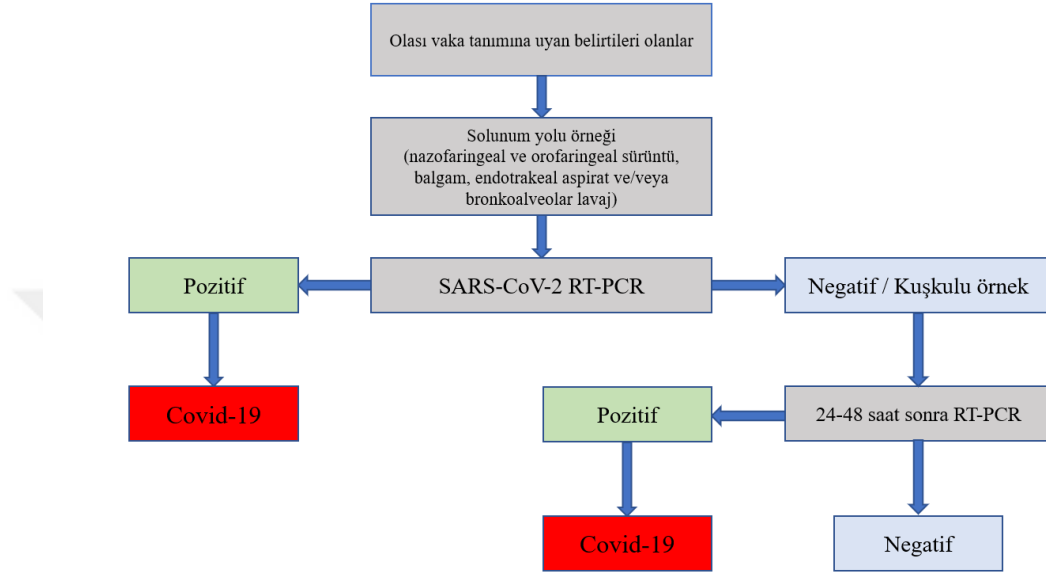 Olası vaka tanımına uyan belirtileri olanlar
Solunum yolu örneği
(nazofaringeal ve orofaringeal sürüntü,
balgam, endotrakeal aspirat ve/veya
bronkoalveolar lavaj)
Pozitif
SARS-CoV-2 RT-PCR
Negatif / Kuşkulu örnek
Covid-19
Pozitif
24-48 saat sonra RT-PCR
Covid-19
Negatif